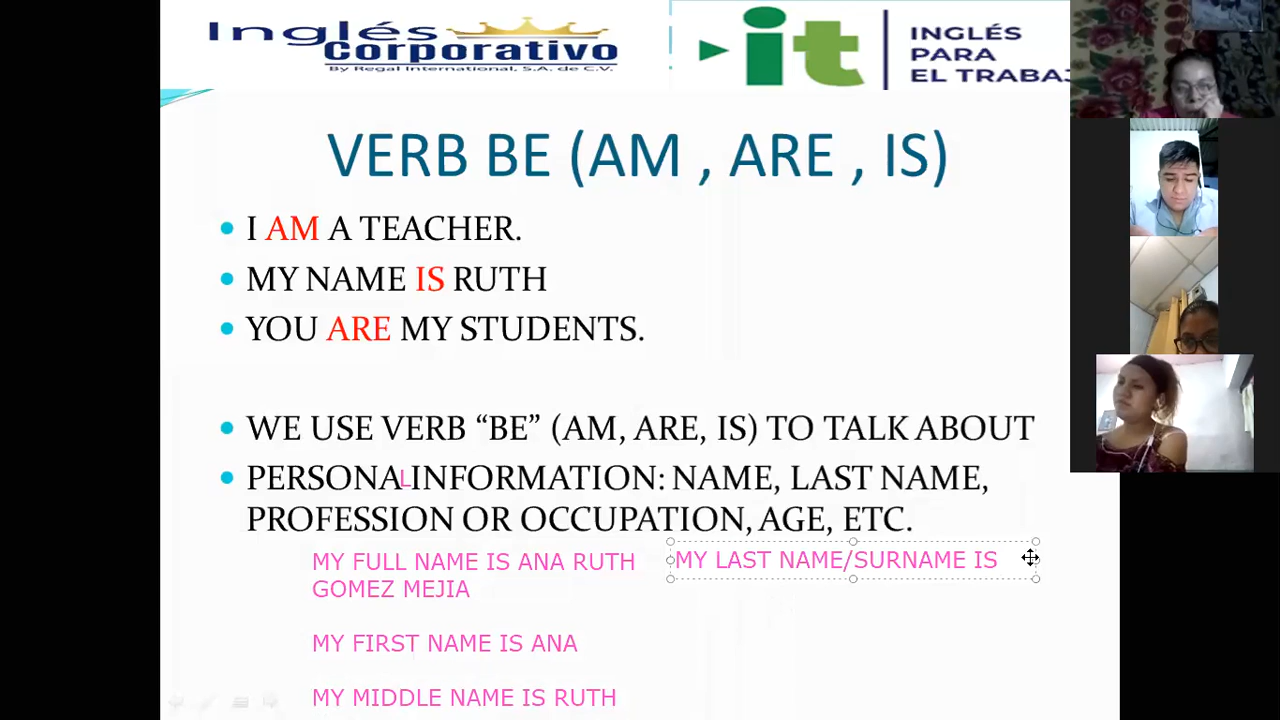 Inglés
Corporativo
By Regal International, S.A. de C.V.
it
INGLÉS
PARA
EL TRABAJ
VERB BE (AM , ARE , IS)
• I AM A TEACHER.
• MY NAME IS RUTH
• YOU ARE MY STUDENTS.
• WE USE VERB “BE” (AM, ARE, IS) TO TALK ABOUT
• PERSONAL INFORMATION: NAME, LAST NAME,
PROFESSION OR OCCUPATION, AGE, ETC.
MY FULL NAME IS ANA RUTH
GOMEZ MEJIA
MY LAST NAME/SURNAME IS
MY FIRST NAME IS ANA
MY MIDDLE NAME IS RUTH